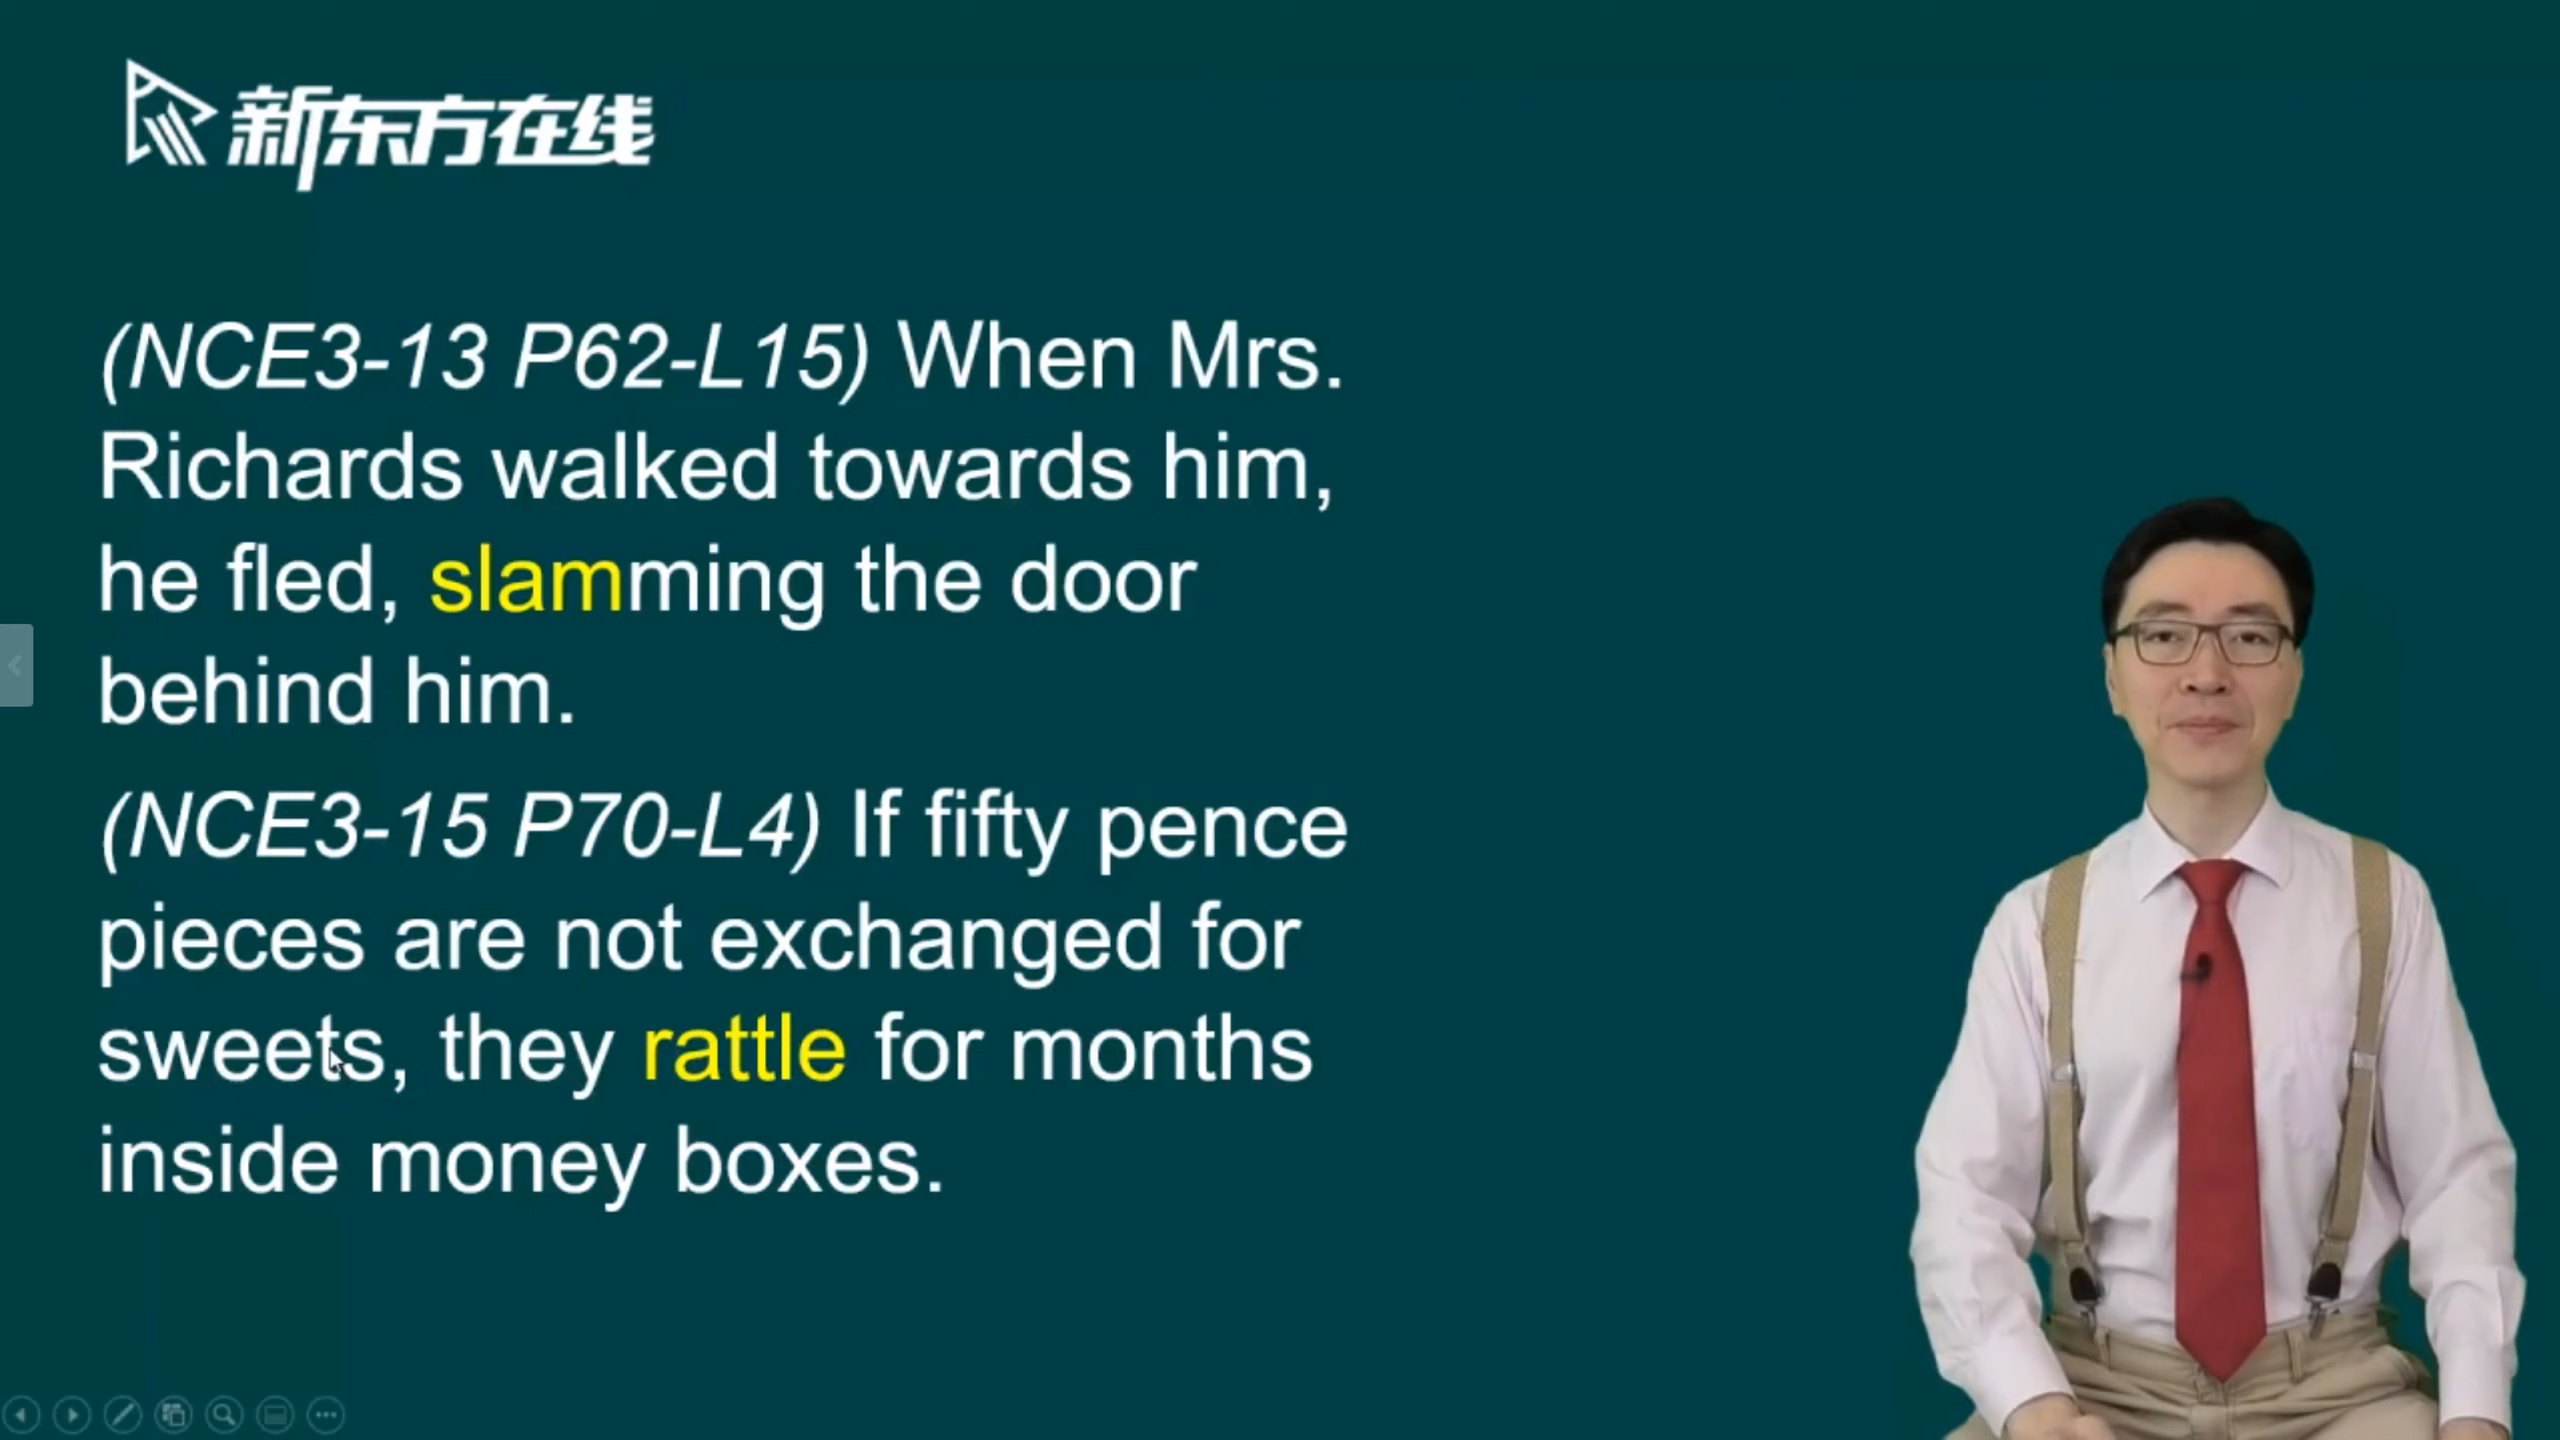 新东方在线
(NCE3-13 P62-L15) When Mrs.
Richards walked towards him,
he fled, slamming the door
behind him.
(NCE3-15 P70-L4) If fifty pence
pieces are not exchanged for
sweets, they rattle for months
inside money boxes.